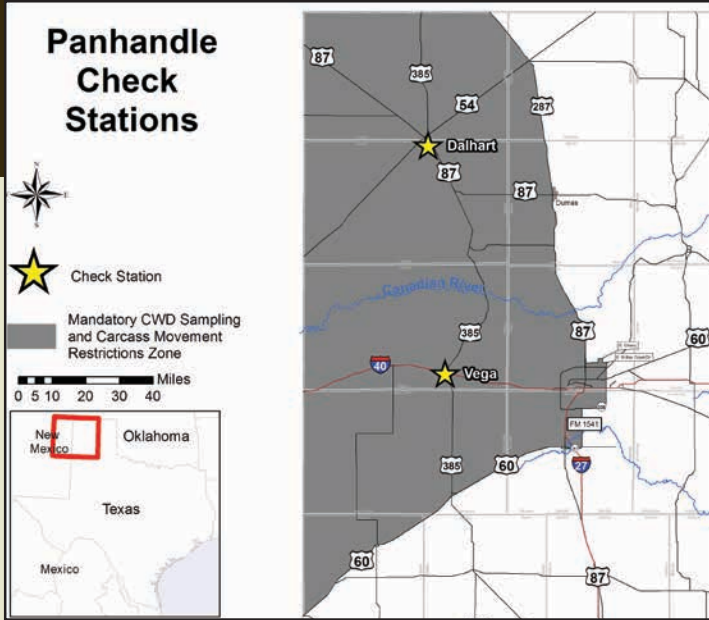 Panhandle
Check
Stations
N
Check Station
Mandatory CWD Sampling
and Carcass Movement
Restrictions Zone
Miles
0 5 10 20 30 40
New
Mexico
Oklahoma
Texas
Mexico
87
385
54
287
Dalhart
87
87
Dumas
Canadian River
385
87
60
40
Vega
FM 1541
385
60
27
60
87